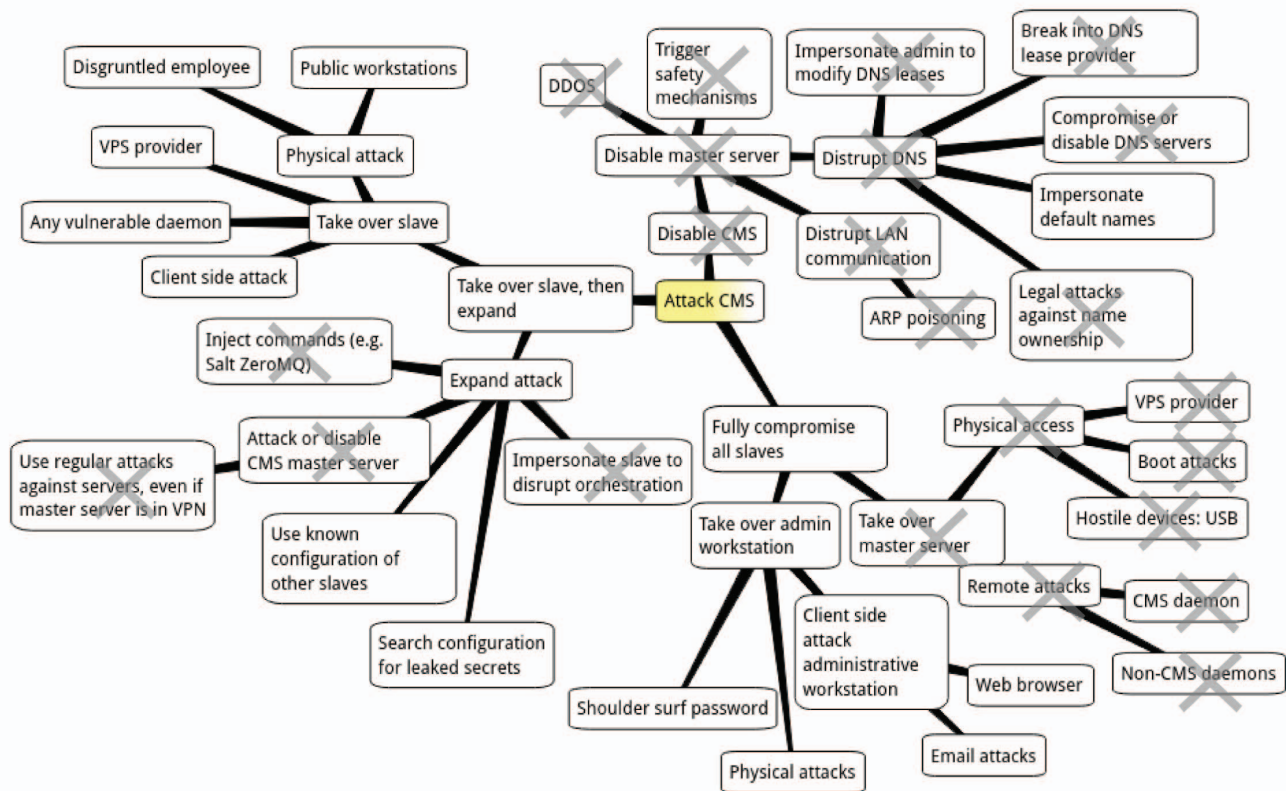 Disgruntled employee
Public workstations
VPS provider
Physical attack
Any vulnerable daemon
Take over slave
Client side attack
Take over slave, then
expand
Attack CMS
DDOS
Trigger
safety
mechanisms
Impersonate admin to
modify DNS leases
Break into DNS
lease provider
Disable master server
Distrupt DNS
Compromise or
disable DNS servers
Impersonate
default names
Disable CMS
Distrupt LAN
communication
ARP poisoning
Legal attacks
against name
ownership
Inject commands (e.g.
Salt ZeroMQ)
Expand attack
Attack or disable
CMS master server
Use regular attacks
against servers, even if
master server is in VPN
Impersonate slave to
disrupt orchestration
Use known
configuration of
other slaves
Search configuration
for leaked secrets
Fully compromise
all slaves
Physical access
VPS provider
Boot attacks
Hostile devices: USB
Take over admin
workstation
Take over
master server
Remote attacks
CMS daemon
Non-CMS daemons
Client side
attack
administrative
workstation
Web browser
Email attacks
Shoulder surf password
Physical attacks